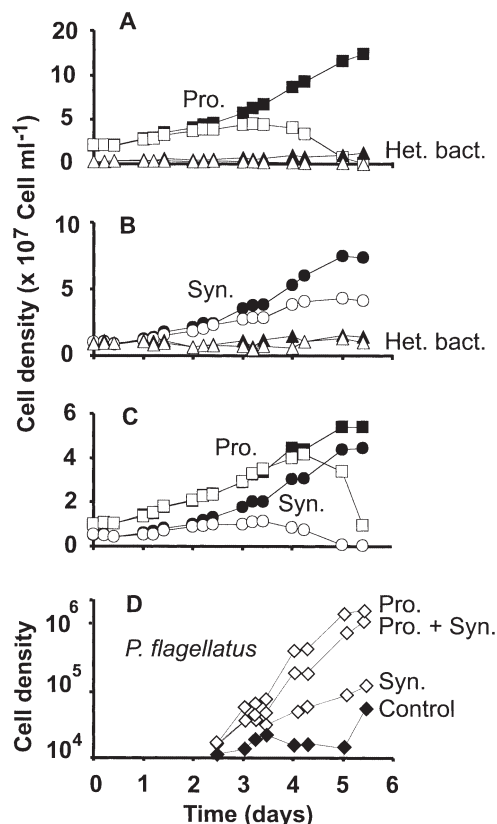 A
20
10
5
0
Pro.
Het. bact.
B
10
5
0
Syn.
Het. bact.
Cell density (x 10⁷ Cell ml⁻¹)
C
6
4
2
0
Pro.
Syn.
D
10⁶
10⁵
10⁴
P. flagellatus
Pro.
Pro. + Syn.
Syn.
Control
Cell density
0 1 2 3 4 5 6
Time (days)